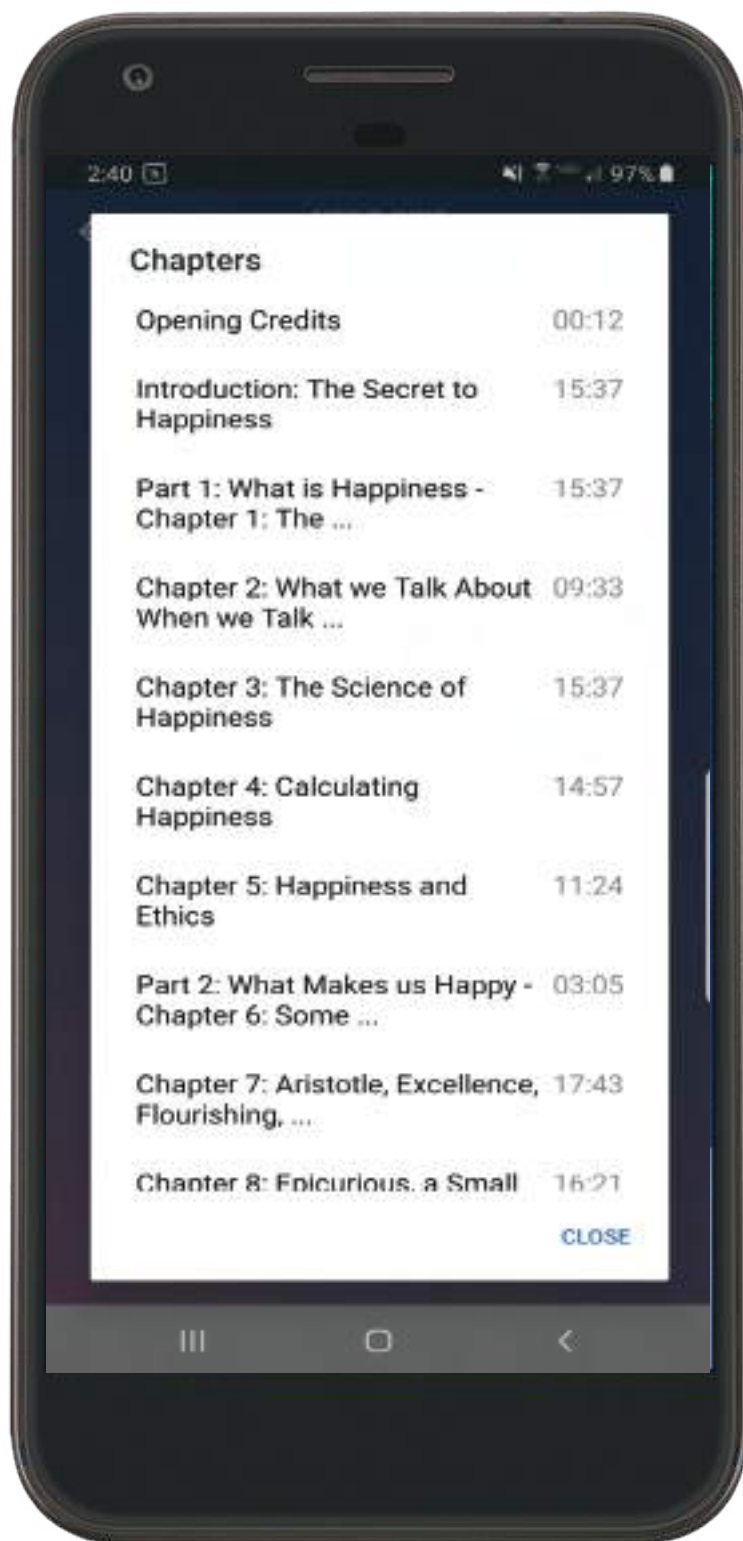 2:40 97%
Chapters
Opening Credits 00:12
Introduction: The Secret to 15:37
Happiness
Part 1: What is Happiness - 15:37
Chapter 1: The ...
Chapter 2: What we Talk About 09:33
When we Talk ...
Chapter 3: The Science of 15:37
Happiness
Chapter 4: Calculating 14:57
Happiness
Chapter 5: Happiness and 11:24
Ethics
Part 2: What Makes us Happy - 03:05
Chapter 6: Some ...
Chapter 7: Aristotle, Excellence, 17:43
Flourishing, ...
Chapter 8: Epicurious, a Small 16:21
CLOSE